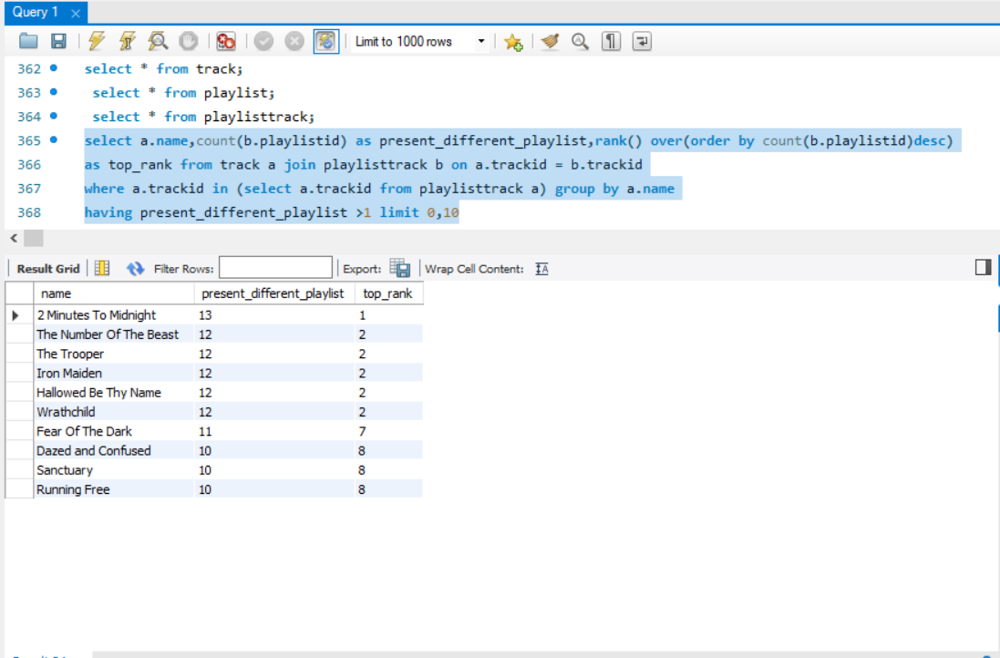 Query 1 ×
Limit to 1000 rows
362 select * from track;
363 select * from playlist;
364 select * from playlisttrack;
365 select a.name,count(b.playlistid) as present_different_playlist,rank() over(order by count(b.playlistid)desc)
366 as top_rank from track a join playlisttrack b on a.trackid = b.trackid
367 where a.trackid in (select a.trackid from playlisttrack a) group by a.name
368 having present_different_playlist >1 limit 0,10
Result Grid Filter Rows: Export: Wrap Cell Content: IA
name present_different_playlist top_rank
2 Minutes To Midnight 13 1
The Number Of The Beast 12 2
The Trooper 12 2
Iron Maiden 12 2
Hallowed Be Thy Name 12 2
Wrathchild 12 2
Fear Of The Dark 11 7
Dazed and Confused 10 8
Sanctuary 10 8
Running Free 10 8